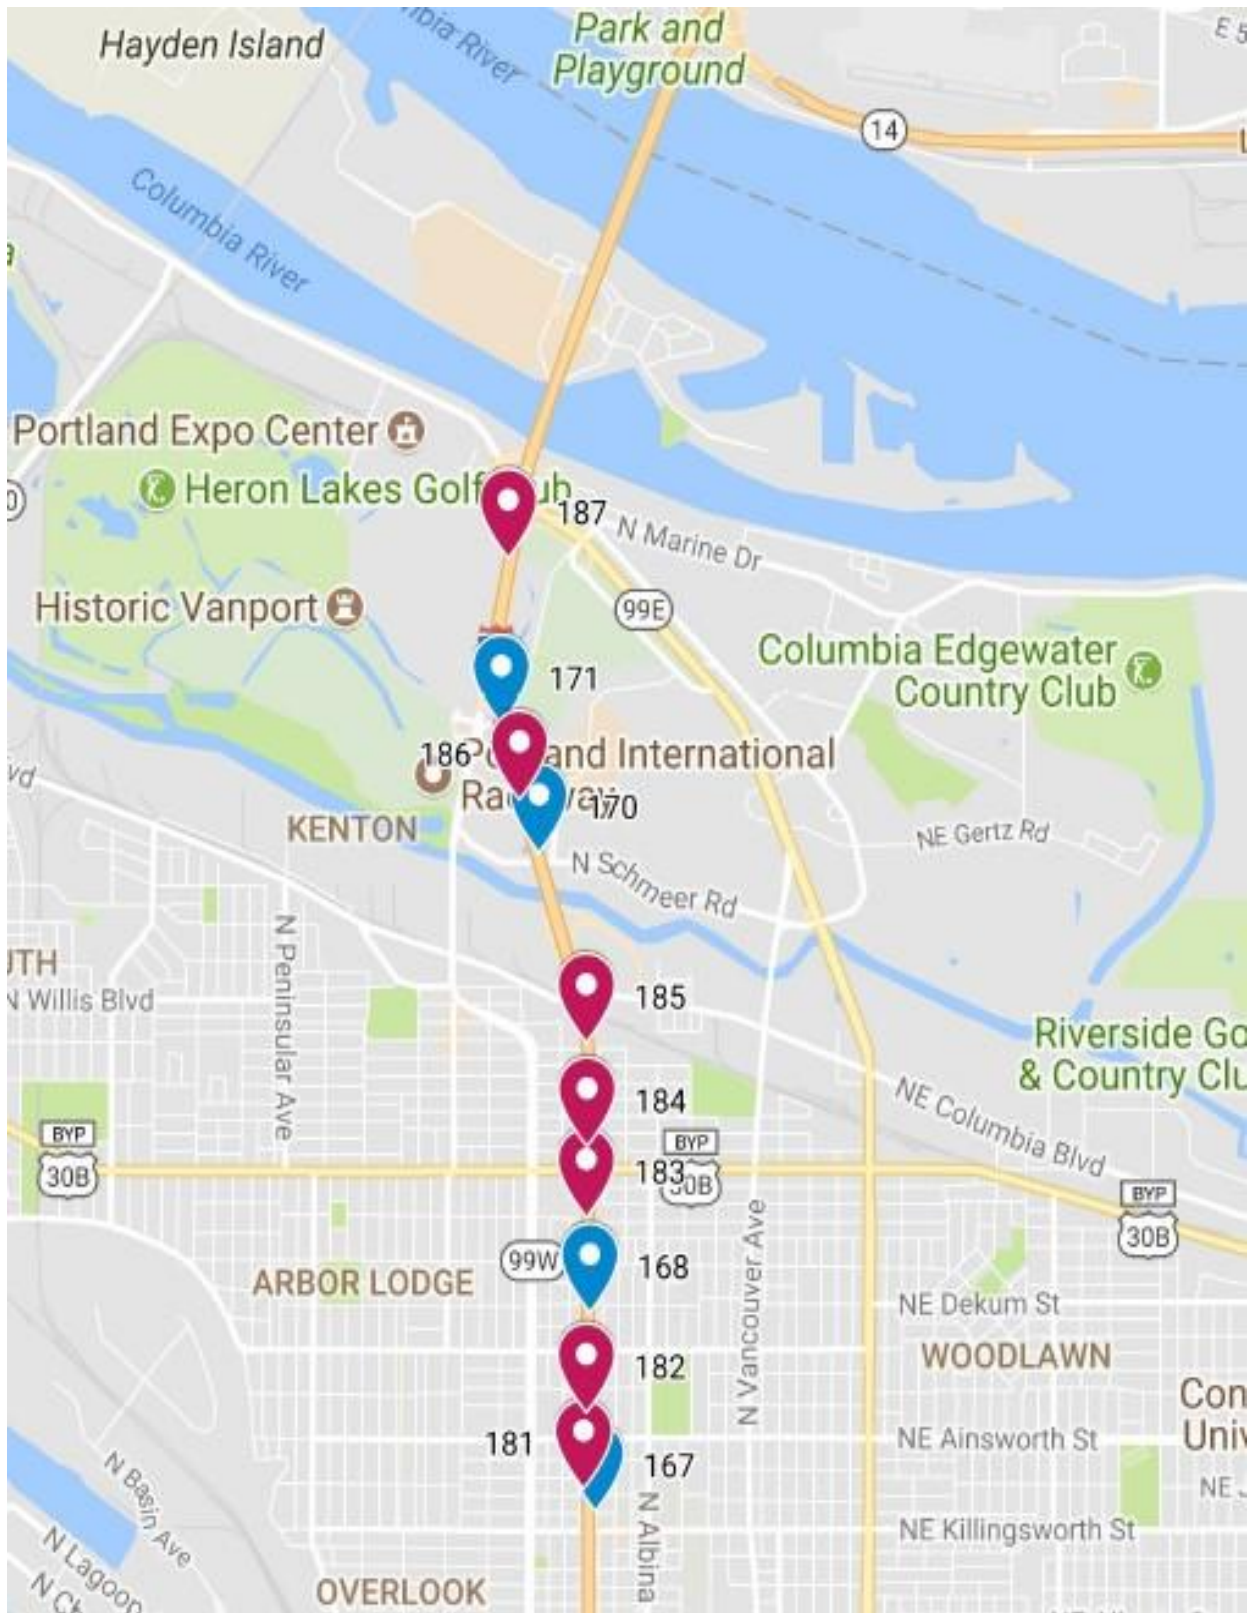 Hayden Island
Park and
Playground
Columbia River
14
Columbia River
Portland Expo Center
Heron Lakes Golf
187
N Marine Dr
Historic Vanport
99E
Columbia Edgewater
Country Club
171
186
International
170
KENTON
N Schmeer Rd
NE Gertz Rd
N Peninsular Ave
N Willis Blvd
185
Riverside
& Country
184
NE Columbia Blvd
BYP
30B
BYP
183
30B
BYP
30B
99W
168
ARBOR LODGE
N Vancouver Ave
NE Dekum St
182
WOODLAWN
181
167
NE Ainsworth St
N Basin Ave
N Albina
NE Killingsworth St
N Lagoon
OVERLOOK